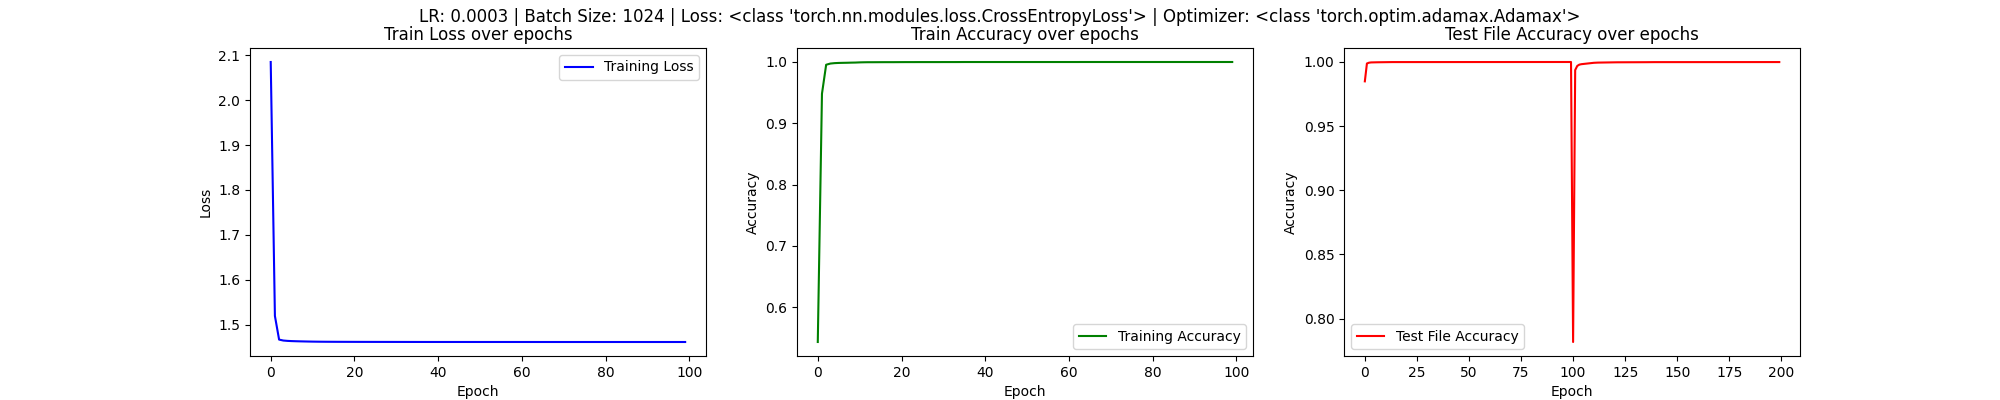 LR: 0.0003 | Batch Size: 1024 | Loss: <class 'torch.nn.modules.loss.CrossEntropyLoss'> | Optimizer: <class 'torch.optim.adamax.Adamax'>
Train Loss over epochs
2.1
2.0
1.9
1.8
1.7
1.6
1.5
Loss
Training Loss
0 20 40 60 80 100
Epoch
Train Accuracy over epochs
1.0
0.9
0.8
0.7
0.6
Accuracy
Training Accuracy
0 20 40 60 80 100
Epoch
Test File Accuracy over epochs
1.00
0.95
0.90
0.85
0.80
Accuracy
Test File Accuracy
0 25 50 75 100 125 150 175 200
Epoch